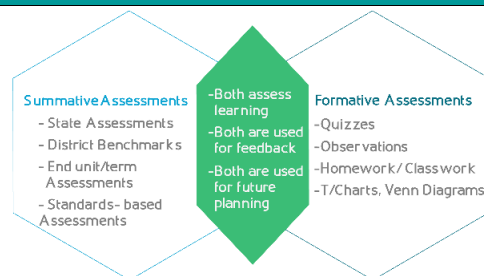 Summative Assessments
- State Assessments
- District Benchmarks
- End unit/term
Assessments
- Standards- based
Assessments
-Both assess
learning
-Both are used
for feedback
-Both are used
for future
planning
Formative Assessments
-Quizzes
-Observations
-Homework/ Classwork
-T/Charts, Venn Diagrams